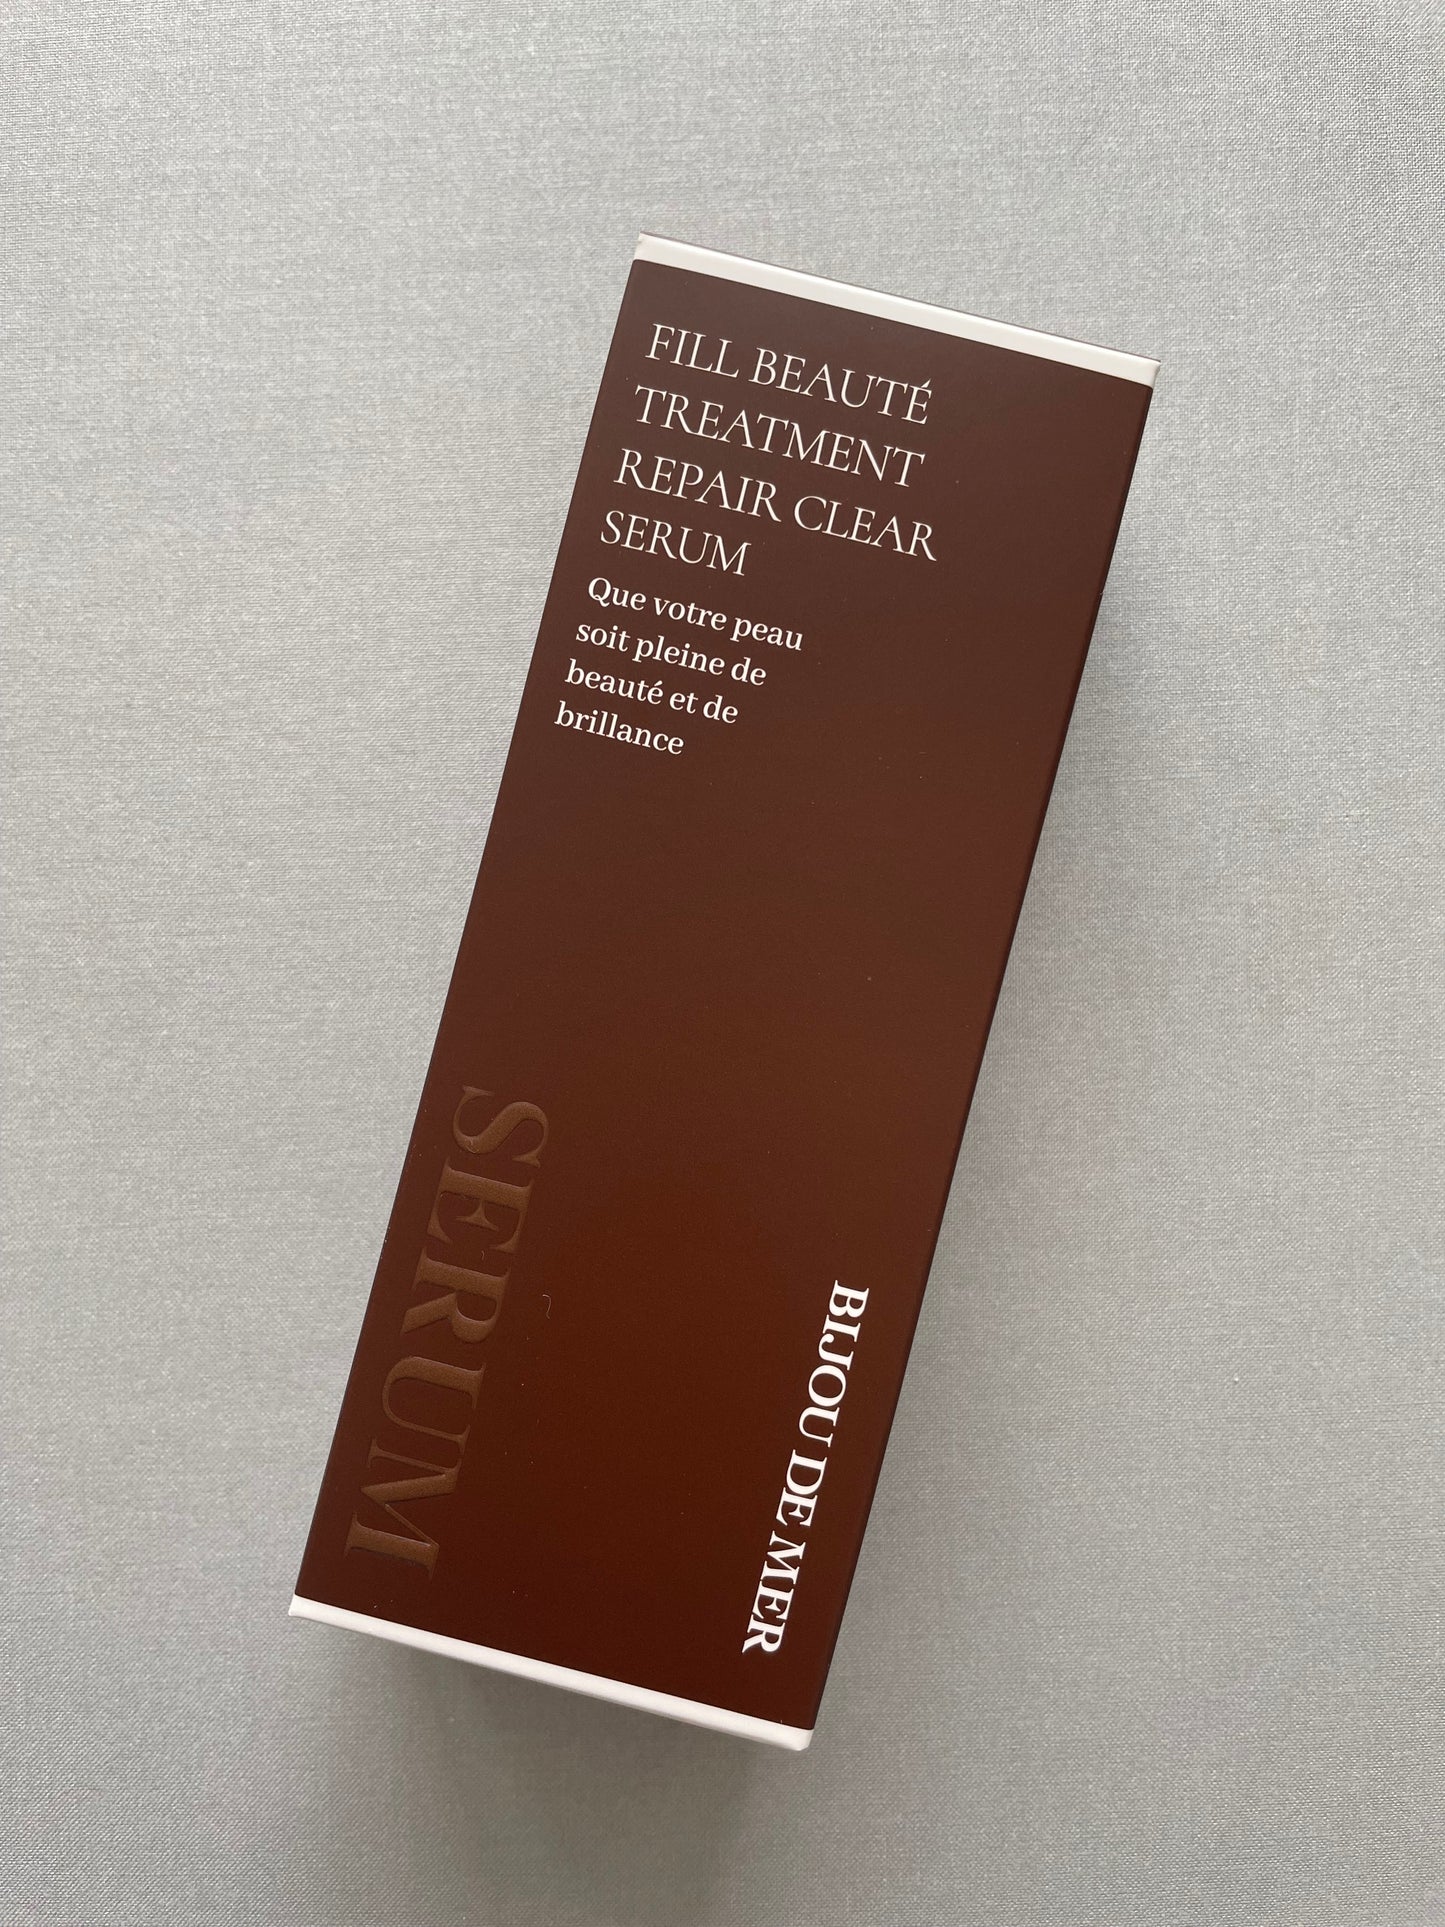 FILL BEAUTÉ
TREATMENT
REPAIR CLEAR
SERUM
Que votre peau
soit pleine de
beauté et de
brillance
SERUM
BIJOU DE MER